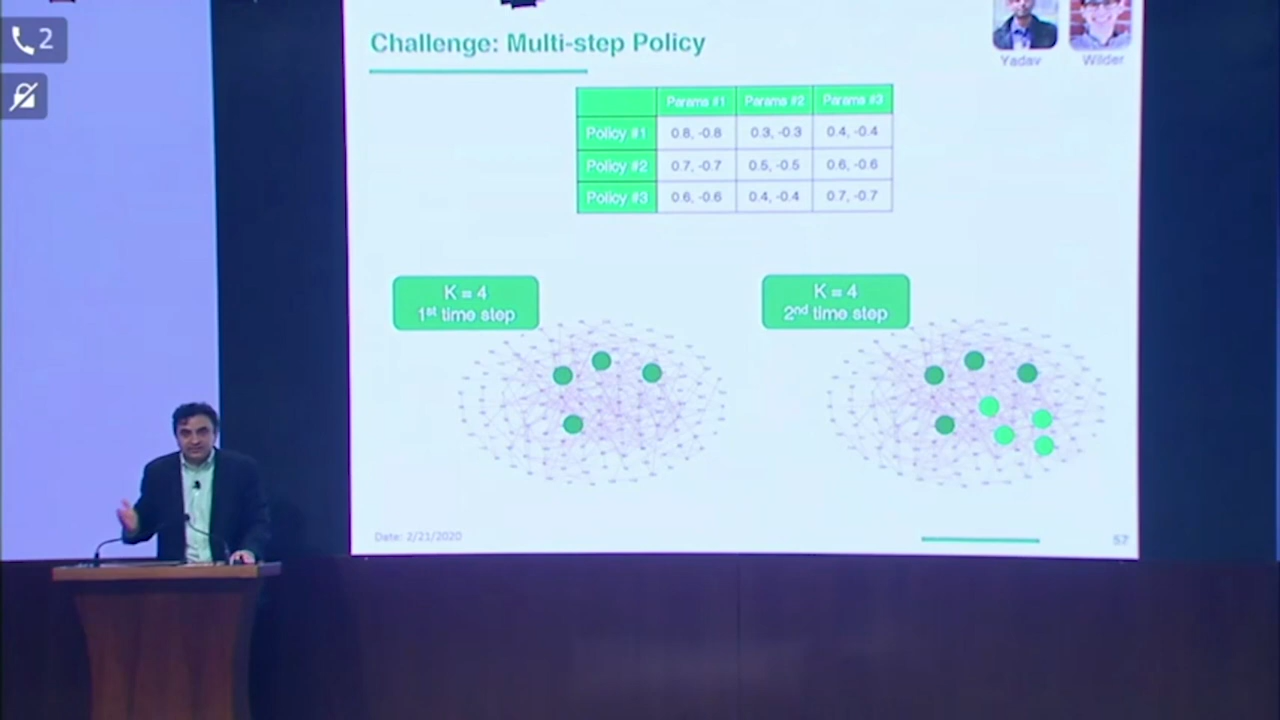 2
Challenge: Multi-step Policy
Yadav
Wilder
Params #1 Params #2 Params #3
Policy #1 0.8, -0.8 0.3, -0.3 0.4, -0.4
Policy #2 0.7, -0.7 0.5, -0.5 0.6, -0.6
Policy #3 0.6, -0.6 0.4, -0.4 0.7, -0.7
K = 4
1st time step
K = 4
2nd time step
Date: 2/21/2020
57